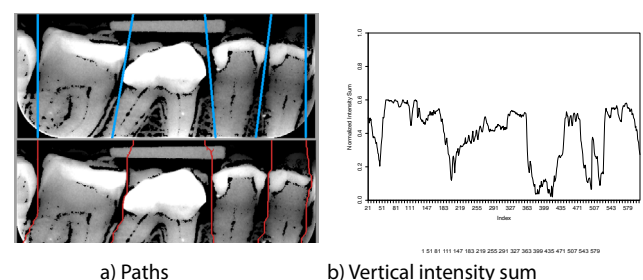 1.0
0.8
0.6
0.4
0.2
0.0
Normalized Intensity Sum
21 51 81 111 147 183 219 255 291 327 363 399 435 471 507 543 579
Index
1 51 81 111 147 183 219 255 291 327 363 399 435 471 507 543 579
a) Paths
b) Vertical intensity sum